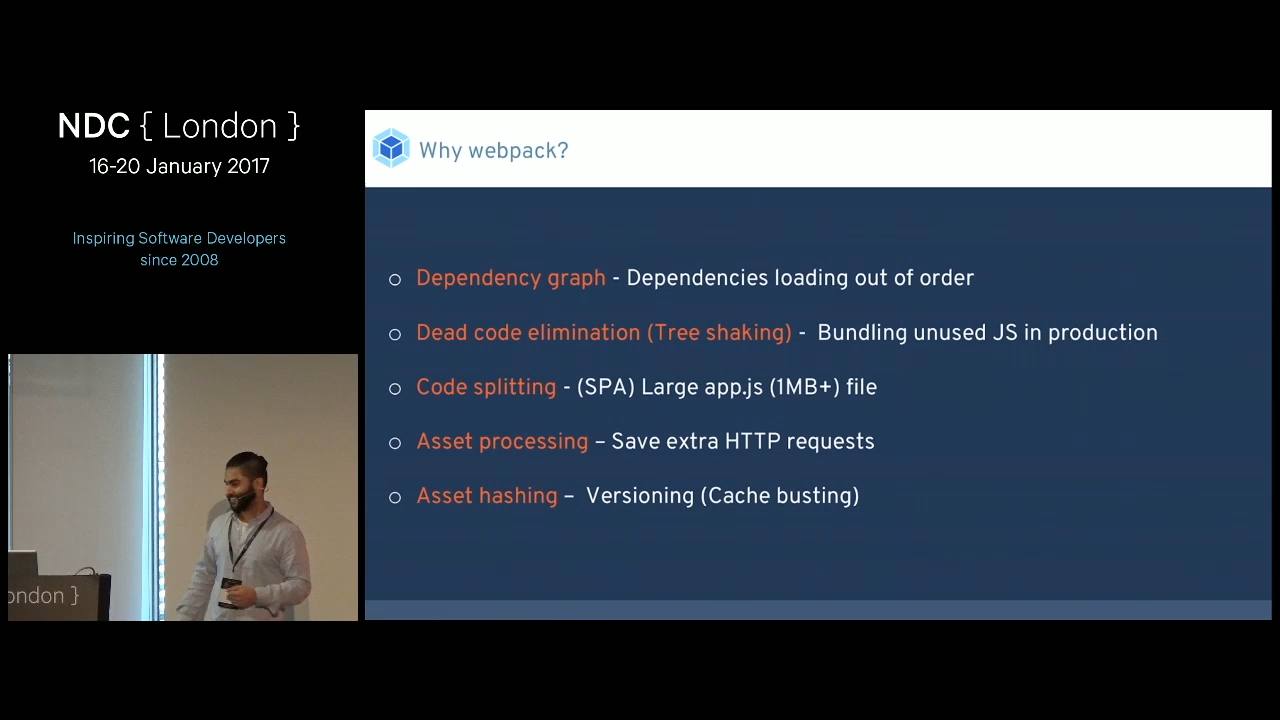 NDC { London }
16-20 January 2017
Inspiring Software Developers
since 2008
Why webpack?
Dependency graph - Dependencies loading out of order
Dead code elimination (Tree shaking) - Bundling unused JS in production
Code splitting - (SPA) Large app.js (1MB+) file
Asset processing – Save extra HTTP requests
Asset hashing – Versioning (Cache busting)
ondon }